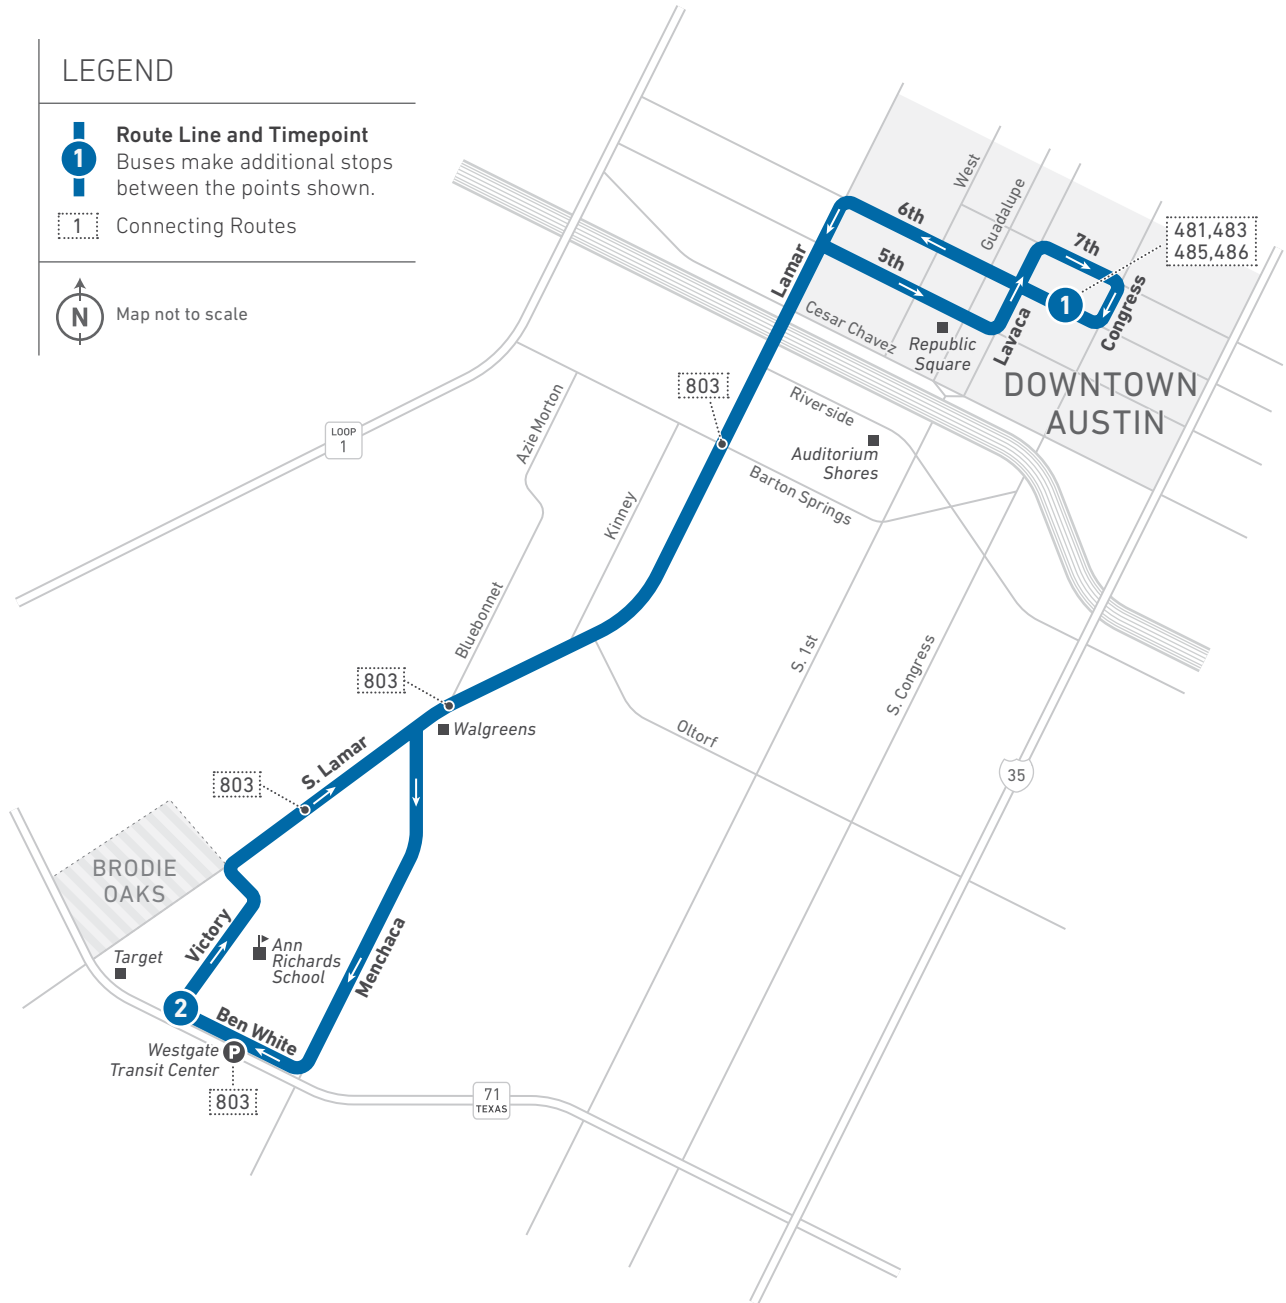 LEGEND
1
Route Line and Timepoint
Buses make additional stops
between the points shown.
1
Connecting Routes
N
Map not to scale
West
Guadalupe
6th
7th
481,483
485,486
5th
Lamar
1
Congress
Cesar Chavez
Lavaca
Republic
Square
DOWNTOWN
AUSTIN
803
Riverside
Azie Morton
LOOP
1
Auditorium
Shores
Barton Springs
Kinney
Bluebonnet
S. 1st
S. Congress
803
Walgreens
Oltorf
S. Lamar
803
35
BRODIE
OAKS
Victory
Ann
Richards
School
Menchaca
Target
2
Ben White
Westgate
Transit Center
P
803
71
TEXAS